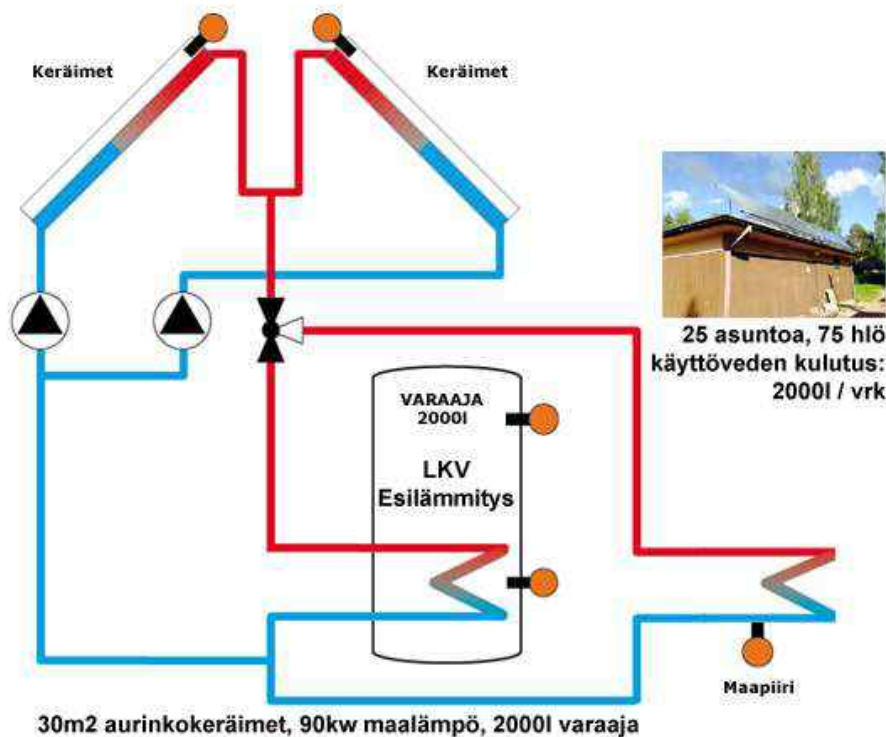 Keräimet
Keräimet
25 asuntoa, 75 hlö
käyttöveden kulutus:
2000l / vrk
VARAAJA
2000l
LKV
Esilämmitys
Maapiiri
30m2 aurinkokeräimet, 90kw maalämpö, 2000l varaaja